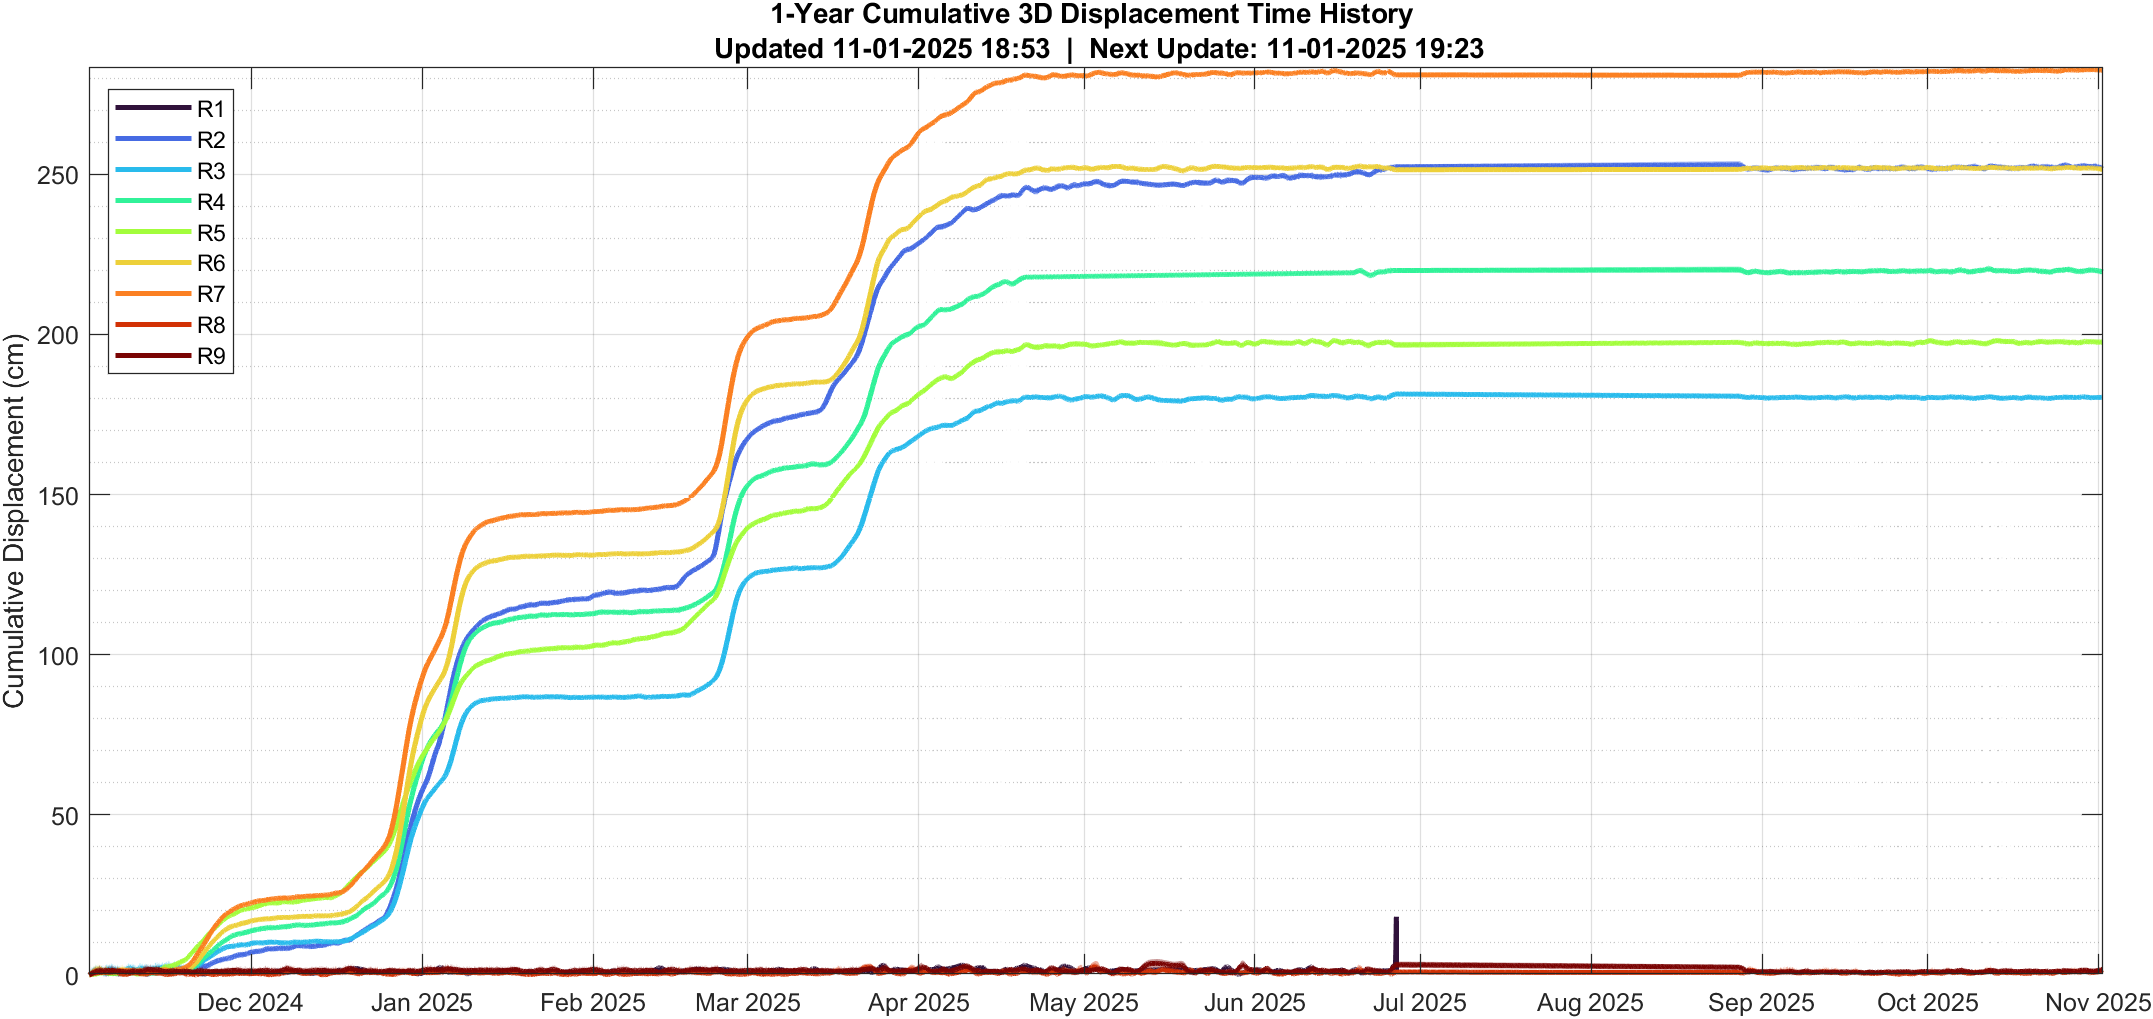 1-Year Cumulative 3D Displacement Time History
Updated 11-01-2025 18:53 | Next Update: 11-01-2025 19:23
R1
R2
R3
R4
R5
R6
R7
R8
R9
Cumulative Displacement (cm)
250
200
150
100
50
0
Dec 2024 Jan 2025 Feb 2025 Mar 2025 Apr 2025 May 2025 Jun 2025 Jul 2025 Aug 2025 Sep 2025 Oct 2025 Nov 2025